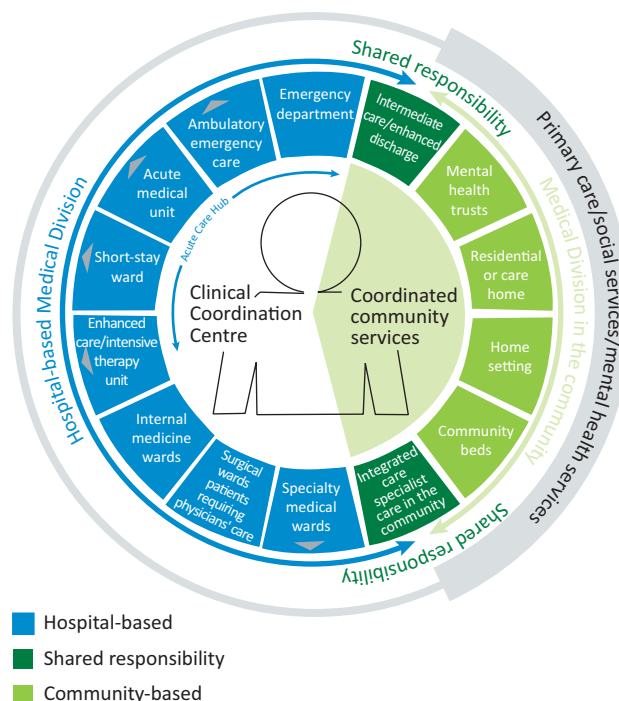 Shared responsibility
Primary care/social services/mental health services
Medical Division in the community
Hospital-based Medical Division
Emergency
department
Intermediate
care/enhanced
discharge
Ambulatory
emergency
care
Mental
health
trusts
Acute
medical
unit
Acute Care Hub
Residential
or care
home
Short-stay
ward
Clinical
Coordination
Centre
Coordinated
community
services
Enhanced
care/intensive
therapy
unit
Home
setting
Internal
medicine
wards
Community
beds
Surgical
wards
patients
requiring
physicians' care
Specialty
medical
wards
Integrated
care
specialist
care in the
community
Shared responsibility
Hospital-based
Shared responsibility
Community-based